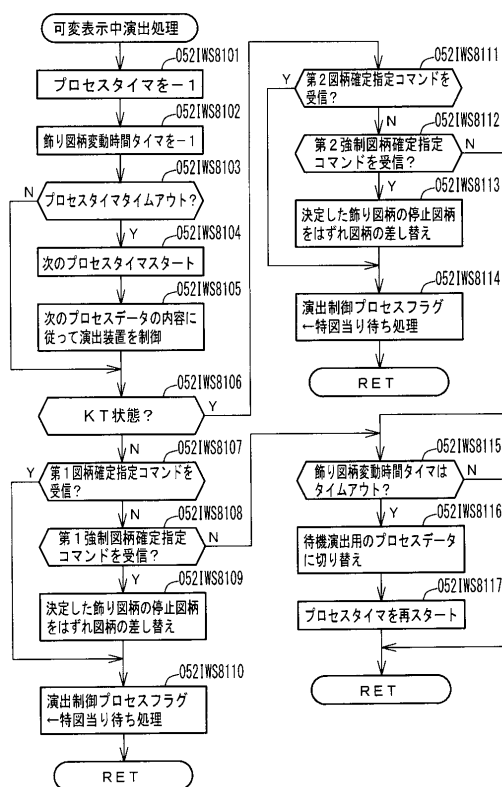 可変表示中演出処理
052IWS8101
プロセスタイマを－1
052IWS8102
飾り図柄変動時間タイマを－1
052IWS8103
N
プロセスタイマタイムアウト？
Y
052IWS8104
次のプロセスタイマスタート
052IWS8105
次のプロセスデータの内容に
従って演出装置を制御
052IWS8106
KT状態？
Y
N
052IWS8107
Y
第1図柄確定指定コマンドを
受信？
N
052IWS8108
第1強制図柄確定指定
コマンドを受信？
N
Y
052IWS8109
決定した飾り図柄の停止図柄
をはずれ図柄の差し替え
052IWS8110
演出制御プロセスフラグ
←特図当り待ち処理
RET
052IWS8111
Y
第2図柄確定指定コマンドを
受信？
N
052IWS8112
第2強制図柄確定指定
コマンドを受信？
N
Y
052IWS8113
決定した飾り図柄の停止図柄
をはずれ図柄の差し替え
052IWS8114
演出制御プロセスフラグ
←特図当り待ち処理
RET
052IWS8115
飾り図柄変動時間タイマは
タイムアウト？
N
Y
052IWS8116
待機演出用のプロセスデータ
に切り替え
052IWS8117
プロセスタイマを再スタート
RET